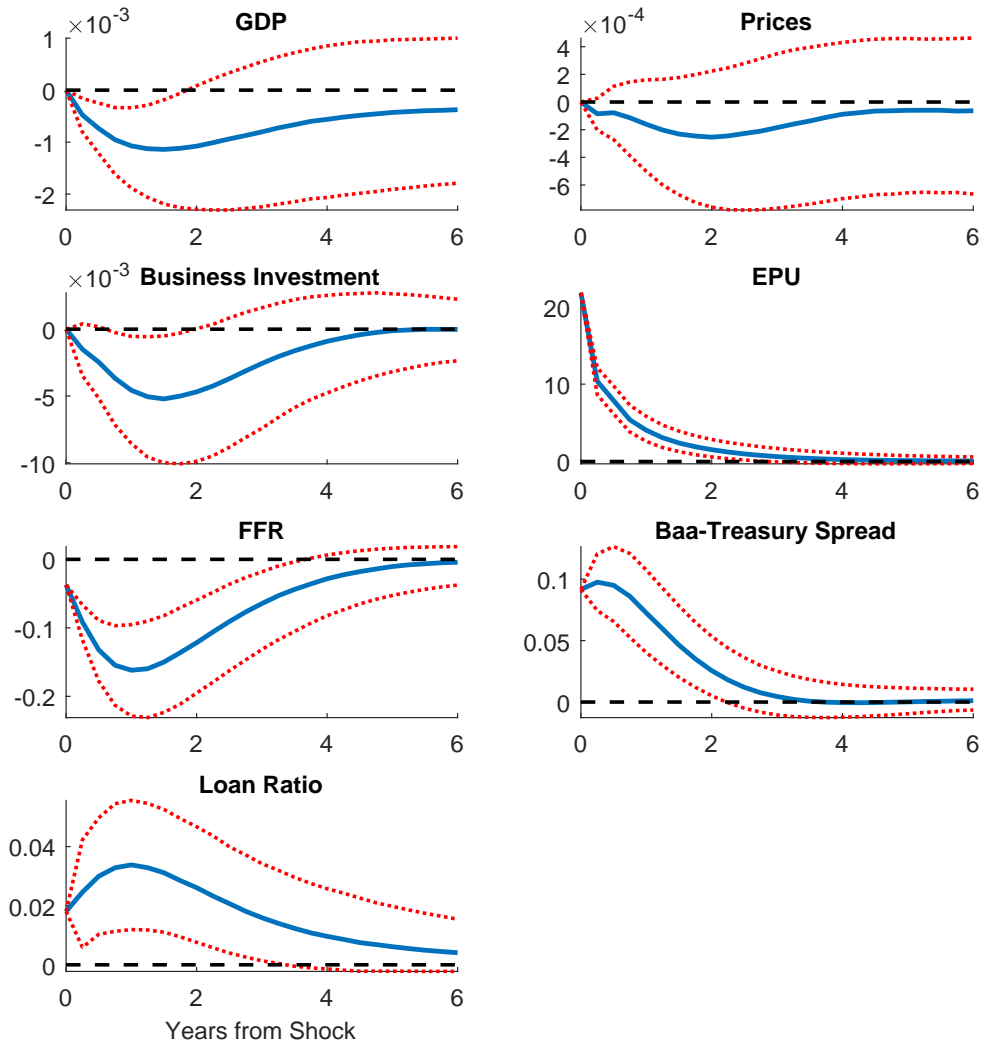 ×10⁻³
GDP
1
0
-1
-2
0 2 4 6
×10⁻⁴
Prices
4
2
0
-2
-4
-6
0 2 4 6
×10⁻³
Business Investment
0
-5
-10
0 2 4 6
EPU
20
10
0
0 2 4 6
FFR
0
-0.1
-0.2
0 2 4 6
Baa-Treasury Spread
0.1
0.05
0
0 2 4 6
Loan Ratio
0.04
0.02
0
0 2 4 6
Years from Shock